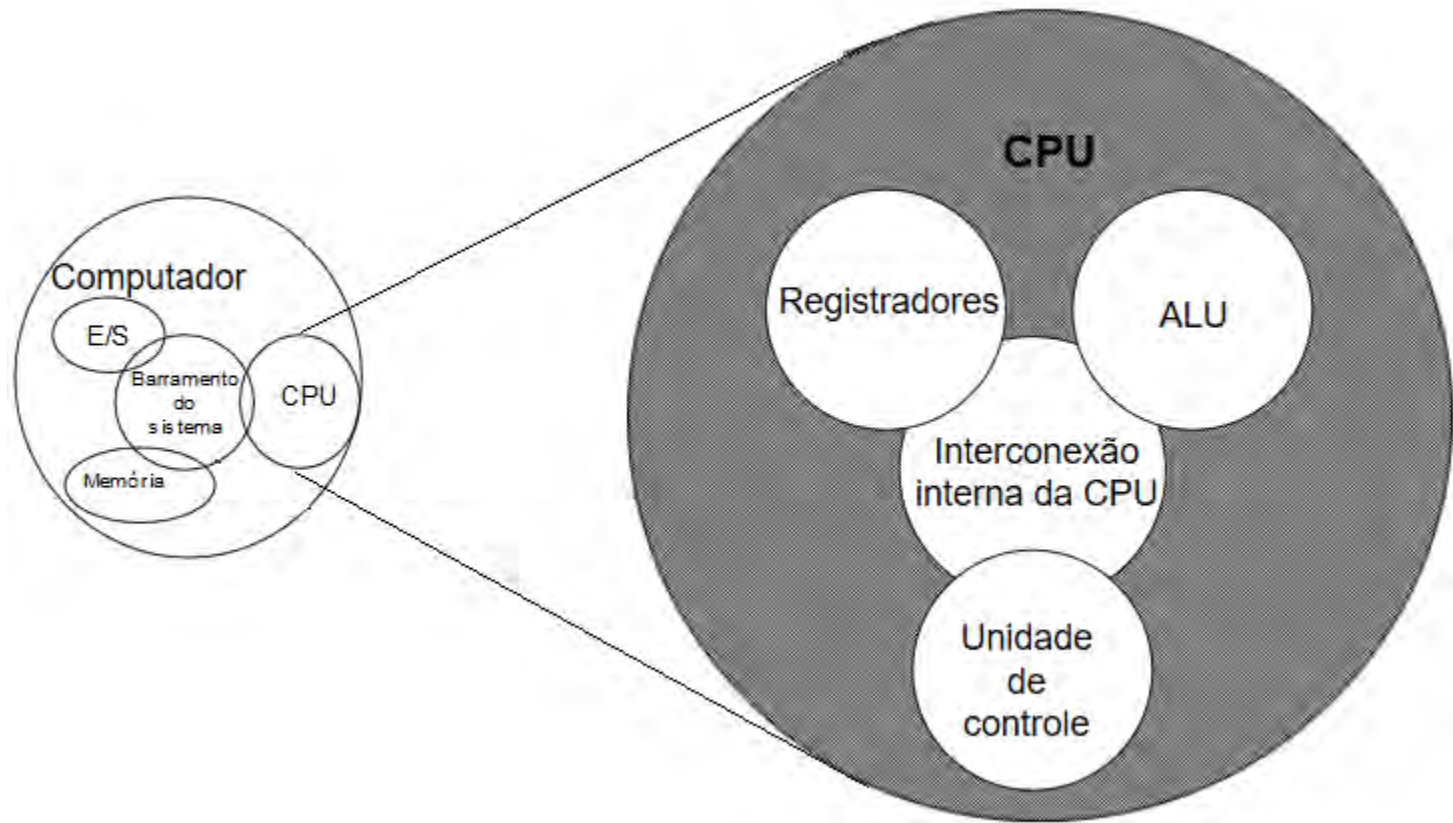 Computador
E/S
Barramento
do
sistema
CPU
Memória
CPU
Registradores
ALU
Interconexão
interna da CPU
Unidade
de
controle